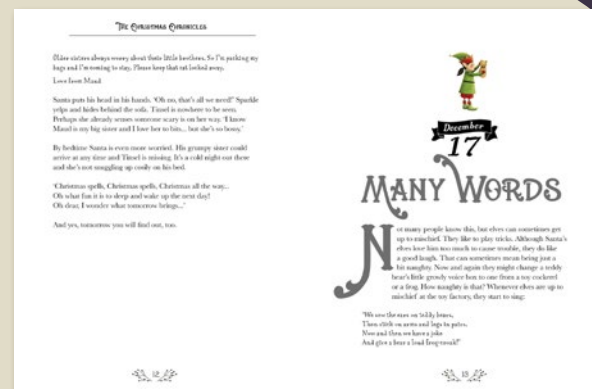 The Christmas Chronicles
Older sisters always worry about their little brothers. So I'm packing my
bags and I'm coming to stay. Please keep that cat locked away.
Love from Maud
Santa puts his head in his hands. 'Oh no, that's all we need!' Sparkle
yelps and hides behind the sofa. Tinsel is nowhere to be seen.
Perhaps she already senses someone scary is on her way. 'I know
Maud is my big sister and I love her to bits... but she's so bossy.'
By bedtime Santa is even more worried. His grumpy sister could
arrive at any time and Tinsel is missing. It's a cold night out there
and she's not snuggling up cosily on his bed.
'Christmas spells, Christmas spells, Christmas all the way...
Oh what fun it is to sleep and wake up the next day!
Oh dear, I wonder what tomorrow brings...'
And yes, tomorrow you will find out, too.
12
December
17
Many Words
Not many people know this, but elves can sometimes get
up to mischief. They like to play tricks. Although Santa's
elves love him too much to cause trouble, they do like
a good laugh. That can sometimes mean being just a
bit naughty. Now and again they might change a teddy
bear's little growly voice box to one from a toy cockerel
or a frog. How naughty is that? Whenever elves are up to
mischief at the toy factory, they start to sing:
'We sew the eyes on teddy bears,
Then stitch on arms and legs in pairs.
Now and then we have a joke
And give a bear a loud frog-croak!'
13